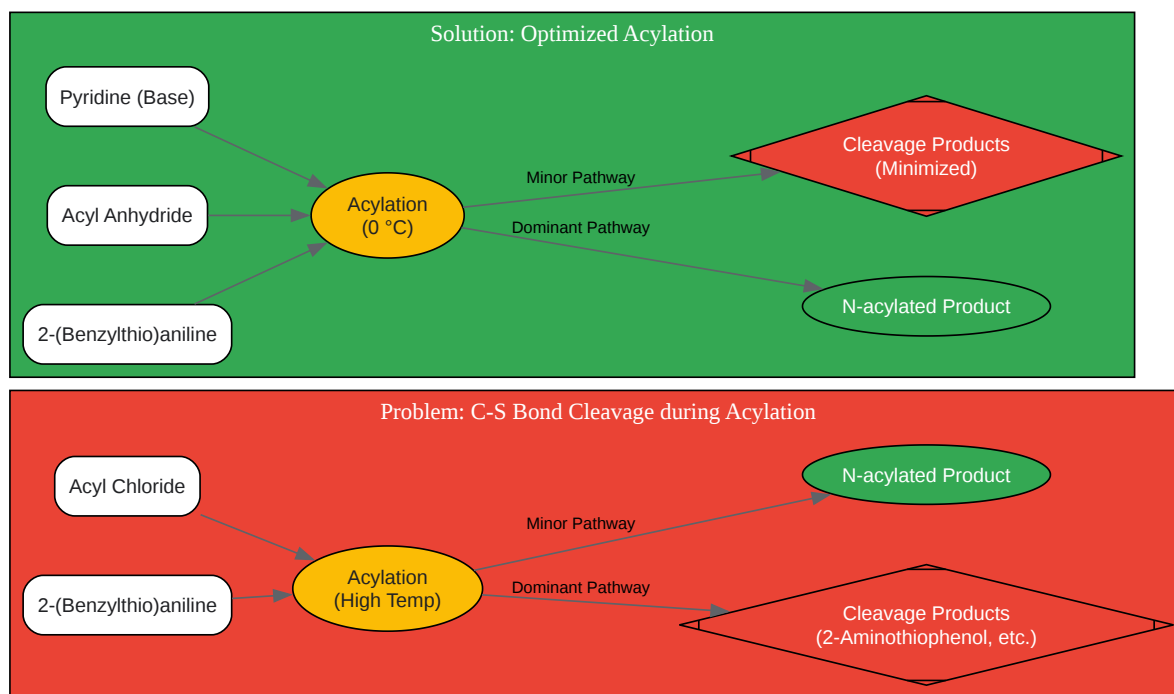 Solution: Optimized Acylation
Pyridine (Base)
Acyl Anhydride
2-(Benzylthio)aniline
Acylation
(0 °C)
Minor Pathway
Dominant Pathway
Cleavage Products
(Minimized)
N-acylated Product
Problem: C-S Bond Cleavage during Acylation
Acyl Chloride
2-(Benzylthio)aniline
Acylation
(High Temp)
Minor Pathway
Dominant Pathway
N-acylated Product
Cleavage Products
(2-Aminothiophenol, etc.)